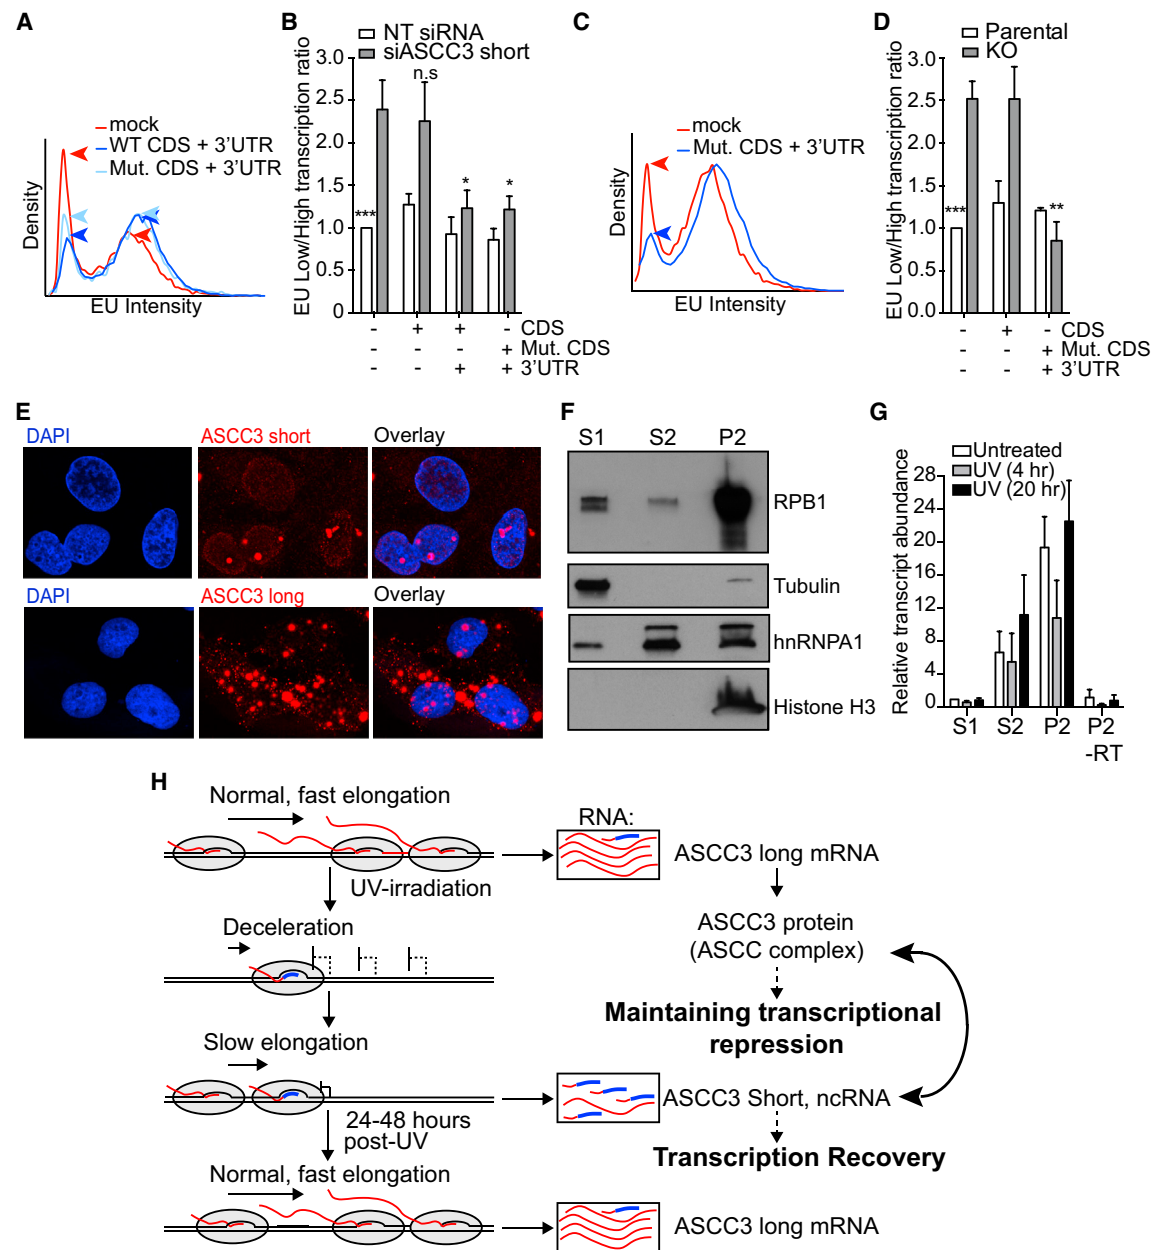 A
mock
WT CDS + 3'UTR
Mut. CDS + 3'UTR
Density
EU Intensity
B
NT siRNA
siASCC3 short
n.s
EU Low/High transcription ratio
3.0
2.5
2.0
1.5
1.0
0.5
0
***
*
*
- + + - CDS
- - - + Mut. CDS
- - + + 3'UTR
C
mock
Mut. CDS + 3'UTR
Density
EU Intensity
D
Parental
KO
EU Low/High transcription ratio
3.0
2.5
2.0
1.5
1.0
0.5
0.0
***
**
- + - CDS
- - + Mut. CDS
- - + 3'UTR
E
DAPI
ASCC3 short
Overlay
DAPI
ASCC3 long
Overlay
F
S1 S2 P2
RPB1
Tubulin
hnRNPA1
Histone H3
G
Untreated
UV (4 hr)
UV (20 hr)
Relative transcript abundance
28
24
20
16
12
8
4
0
S1 S2 P2 P2
-RT
H
Normal, fast elongation
RNA:
ASCC3 long mRNA
UV-irradiation
Deceleration
ASCC3 protein
(ASCC complex)
Maintaining transcriptional
repression
Slow elongation
ASCC3 Short, ncRNA
24-48 hours
post-UV
Transcription Recovery
Normal, fast elongation
ASCC3 long mRNA